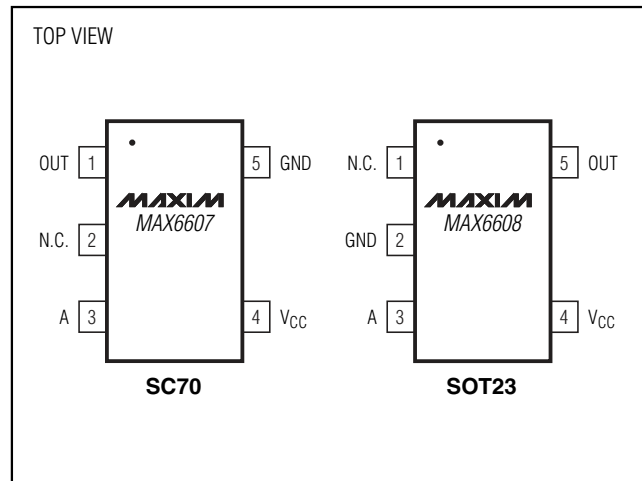 TOP VIEW
OUT 1 5 GND N.C. 1 5 OUT
MAXIM MAXIM
MAX6607 MAX6608
N.C. 2 GND 2
A 3 4 VCC A 3 4 VCC
SC70 SOT23